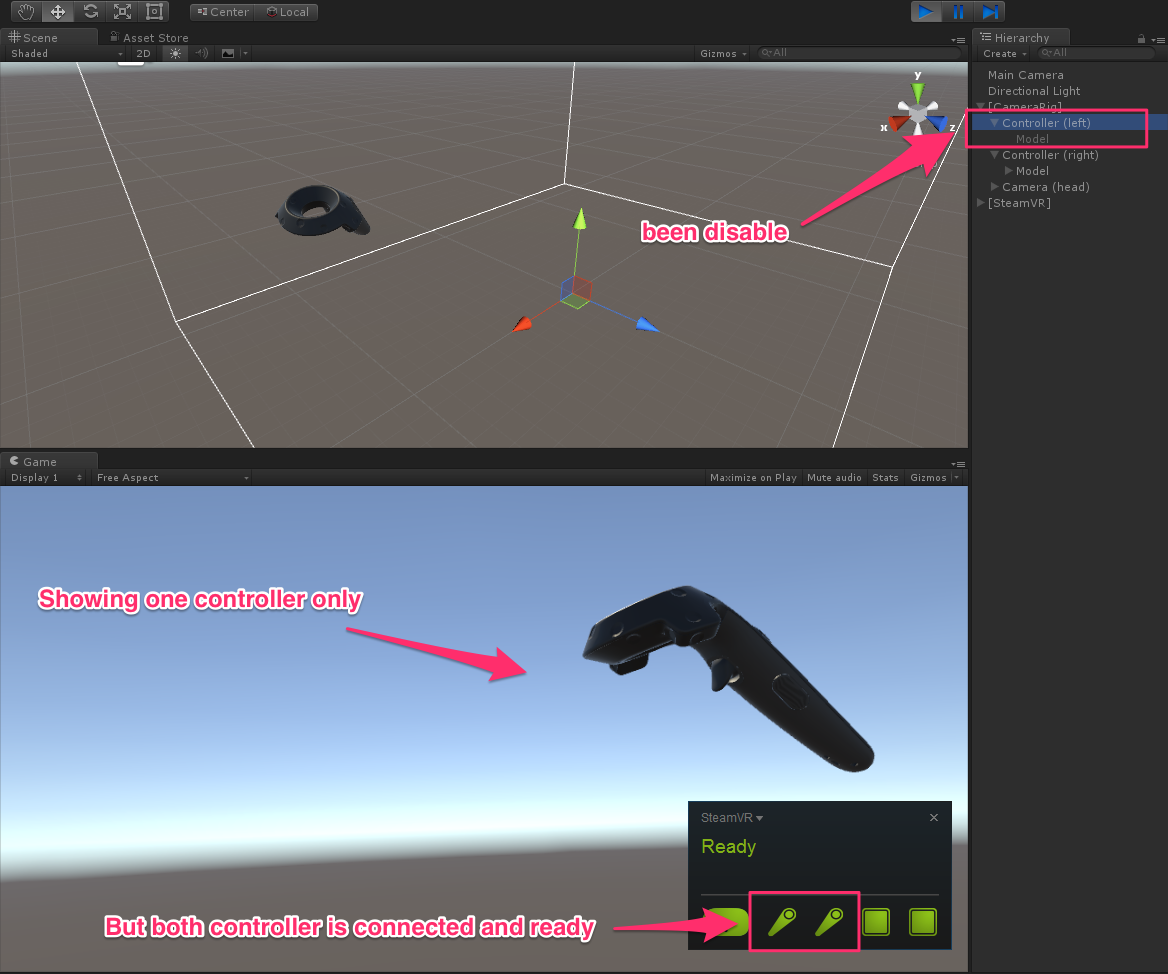 Center
Local
Scene
Asset Store
Shaded
2D
Gizmos
All
y
x
z
Hierarchy
Create
All
Main Camera
Directional Light
[CameraRig]
Controller (left)
Model
Controller (right)
Model
Camera (head)
[SteamVR]
been disable
Game
Display 1
Free Aspect
Maximize on Play
Mute audio
Stats
Gizmos
Showing one controller only
SteamVR
Ready
But both controller is connected and ready